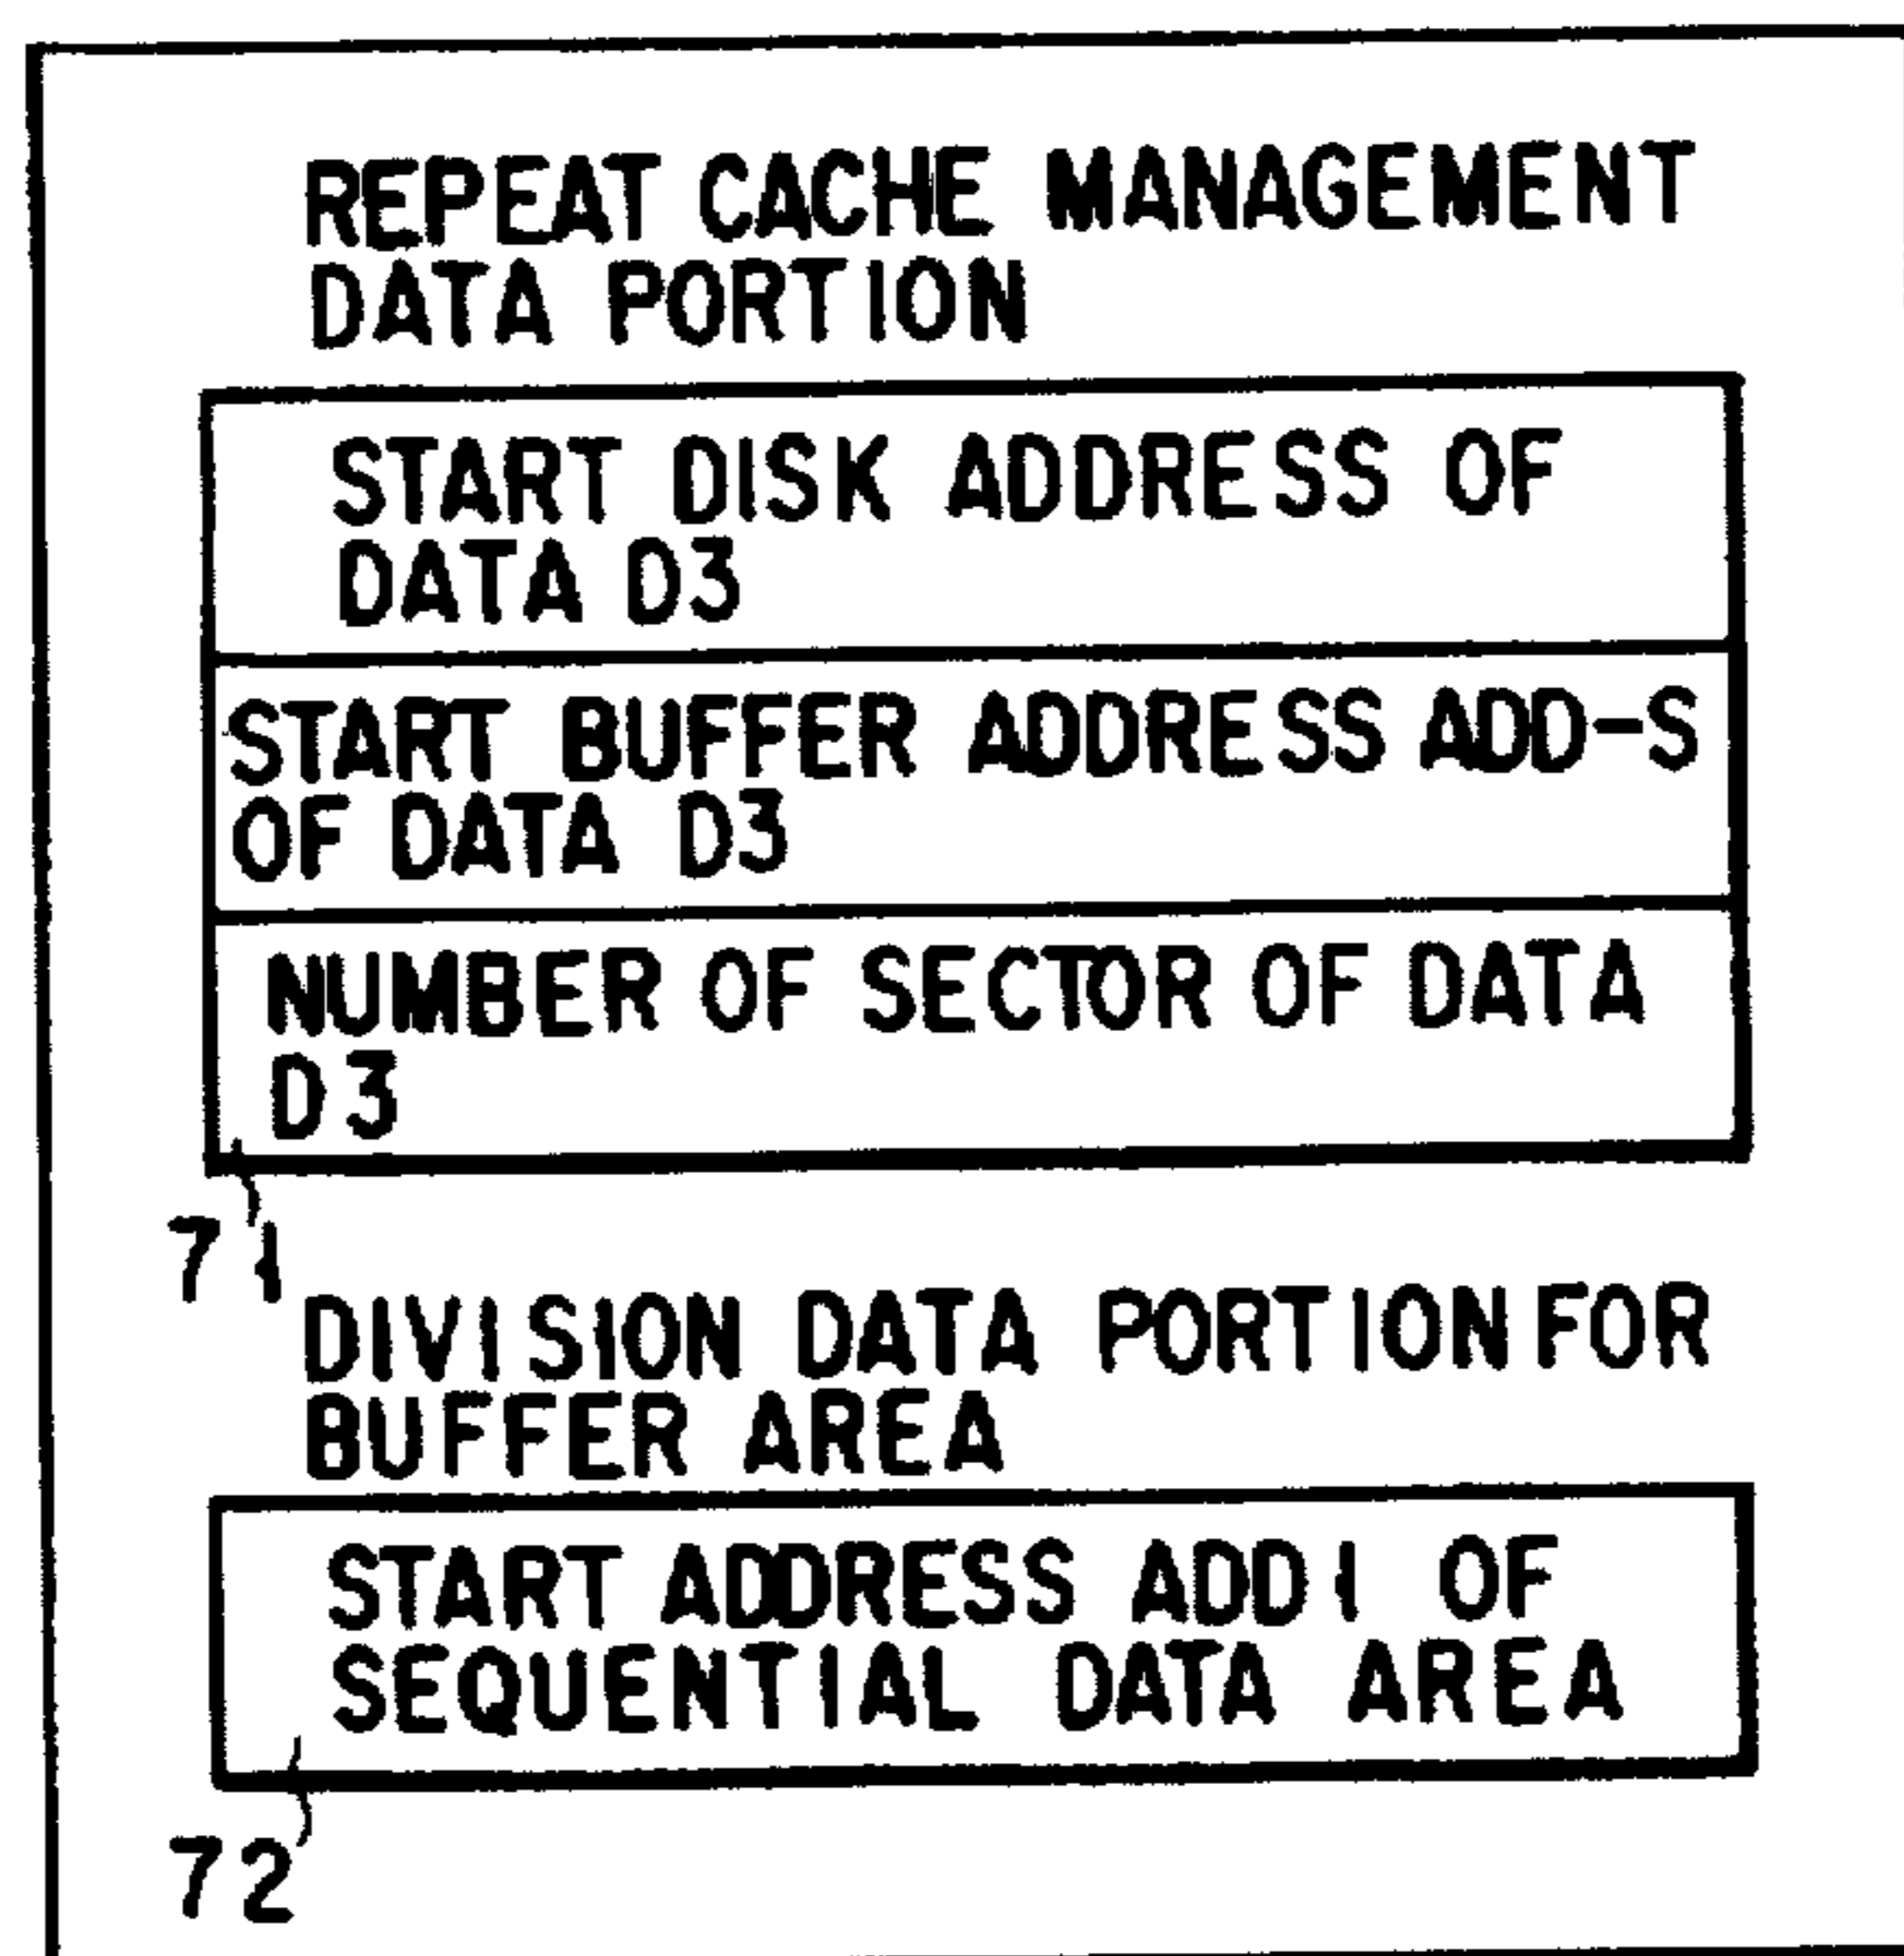 REPEAT CACHE MANAGEMENT
DATA PORTION
START DISK ADDRESS OF
DATA D3
START BUFFER ADDRESS ADD-S
OF DATA D3
NUMBER OF SECTOR OF DATA
D3
71
DIVISION DATA PORTION FOR
BUFFER AREA
START ADDRESS ADD1 OF
SEQUENTIAL DATA AREA
72